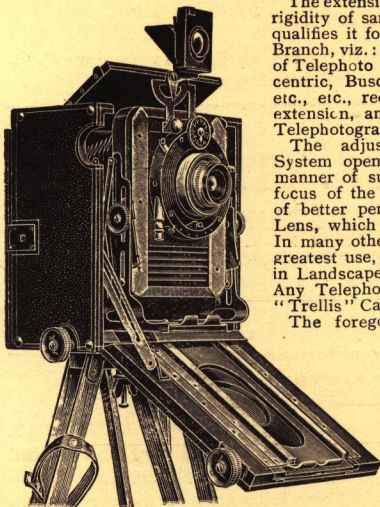 The extensi
rigidity of sa
qualifies it fo
Branch, viz.:
of Telephoto
centric, Busc
etc., etc., re
extension, an
Telephotogra
The adjus
System open
manner of su
focus of the
of better per
Lens, which
In many othe
greatest use,
in Landscape
Any Telepho
"Trellis" Ca
The forego